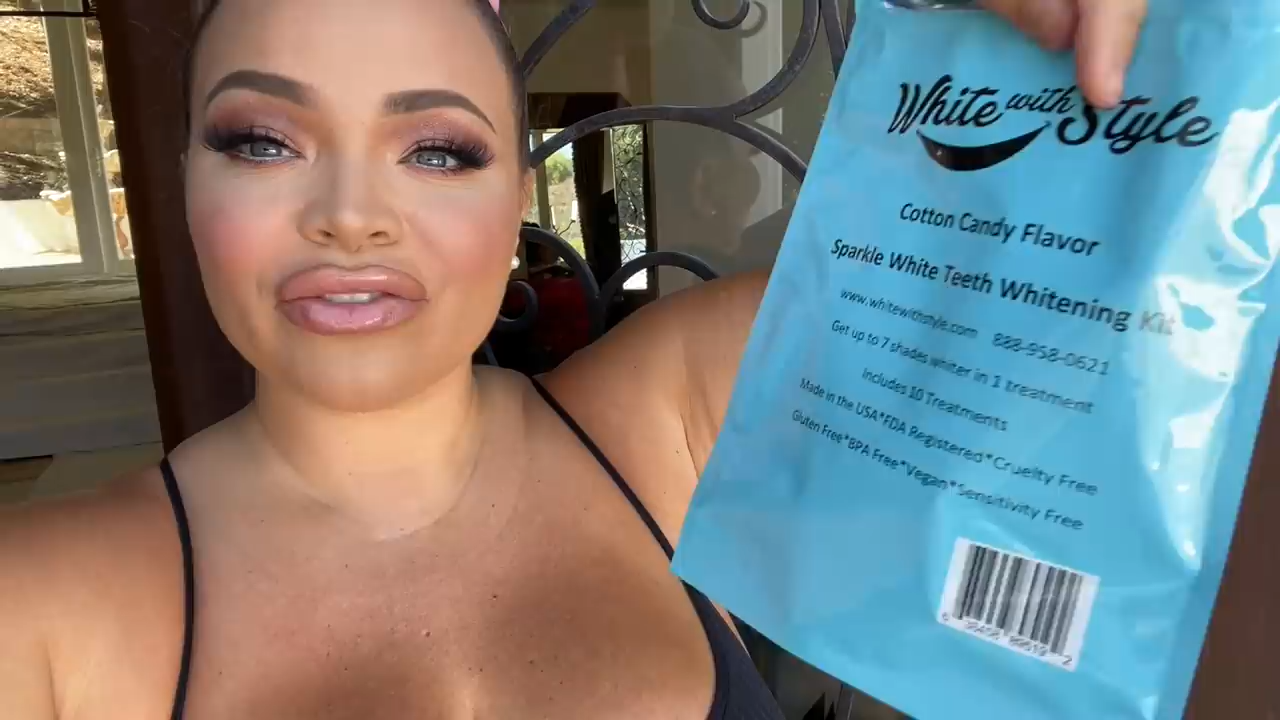 White with Style
Cotton Candy Flavor
Sparkle White Teeth Whitening Kit
www.whitewithstyle.com 888-958-0621
Get up to 7 shades whiter in 1 treatment
Includes 10 Treatments
Made in the USA*FDA Registered*Cruelty Free
Gluten Free*BPA Free*Vegan*Sensitivity Free